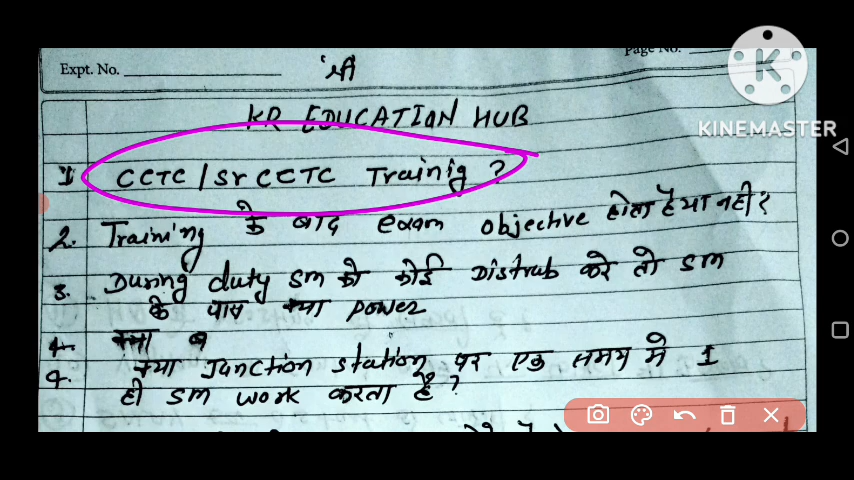 Page No.
Expt. No.
श्री
KR EDUCATION HUB
KINEMASTER
1 CCTC / Sr CCTC Trainig ?
2. Training के बाद exam objective होता है या नही ?
3. During duty SM को कोई Distrub करे तो SM
के पास क्या power
4. क्या Junction station पर एक समय मे 1
ही SM work करता है ?